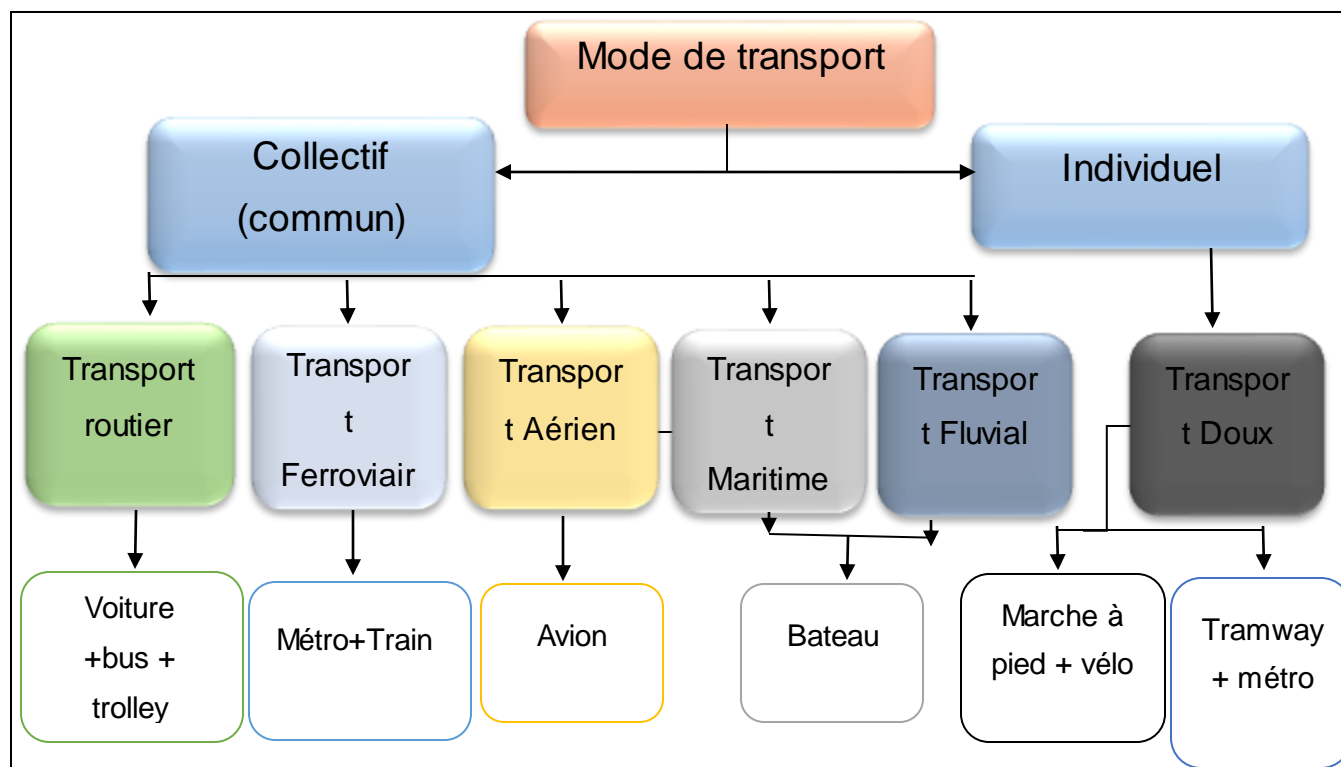 Mode de transport
Collectif
(commun)
Individuel
Transport
routier
Transpor
t
Ferroviair
Transpor
t Aérien
Transpor
t
Maritime
Transpor
t Fluvial
Transpor
t Doux
Voiture
+bus +
trolley
Métro+Train
Avion
Bateau
Marche à
pied + vélo
Tramway
+ métro